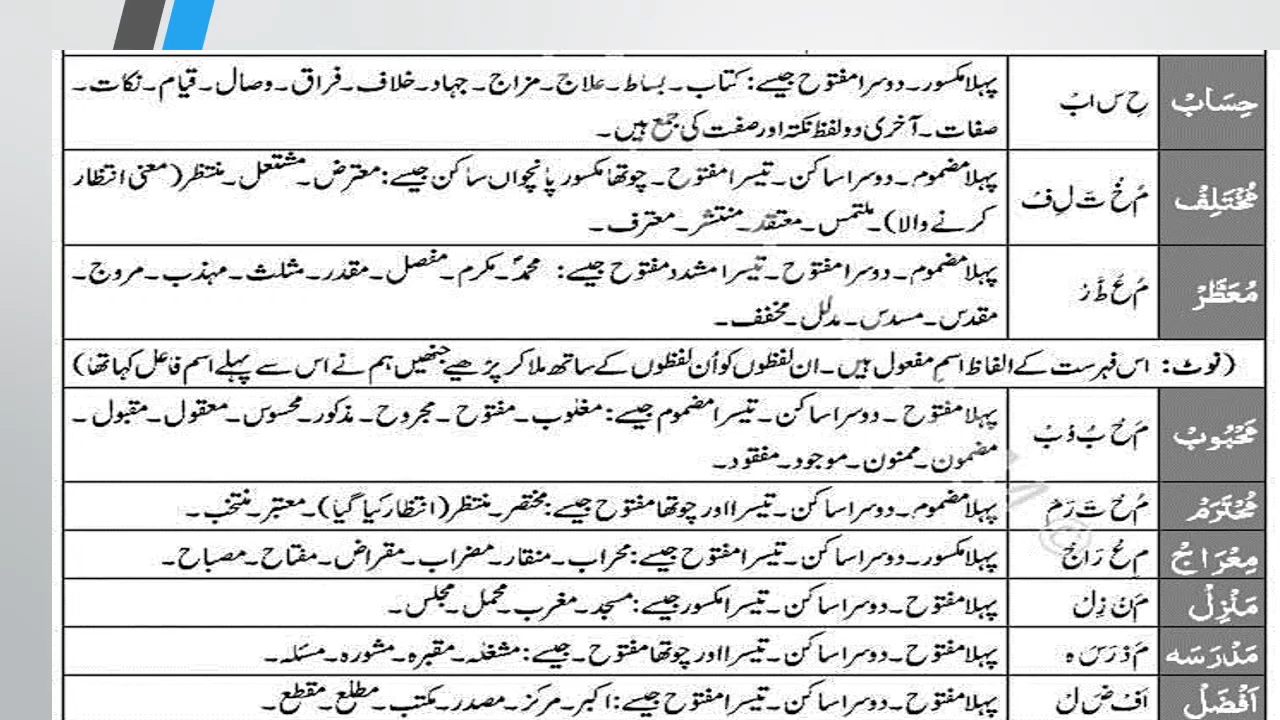 حِسَابْ حِ سَ ابْ پہلا مکسور۔ دوسرا مفتوح جیسے: کتاب۔ بساط۔ علاج۔ مزاج۔ جہاد۔ خلاف۔ فراق۔ وصال۔ قیام۔ نکات۔
صفات۔ آخری دو لفظ نکتہ اور صفت کی جمع ہیں۔
مُخْتَلِفْ مُ خْ تَ لِ فْ پہلا مضموم۔ دوسرا ساکن۔ تیسرا مفتوح۔ چوتھا مکسور پانچواں ساکن جیسے: معترض۔ مشتعل۔ منتظر (معنی انتظار
کرنے والا)۔ ملتمس۔ معتقد۔ منتشر۔ معترف۔
مُعَطَّرْ مُ عَ طَّ رْ پہلا مضموم۔ دوسرا مفتوح۔ تیسرا مشدد مفتوح جیسے: محمدؐ۔ مکرم۔ مفصل۔ مقدر۔ مثلث۔ مہذب۔ مروج۔
مقدس۔ مسدس۔ مدلل۔ مخفف۔
(نوٹ: اس فہرست کے الفاظ اسمِ مفعول ہیں۔ ان لفظوں کو اُن لفظوں کے ساتھ ملا کر پڑھیے جنھیں ہم نے اس سے پہلے اسم فاعل کہا تھا)
مَحْبُوبْ مَ حْ بُ وْ بْ پہلا مفتوح۔ دوسرا ساکن۔ تیسرا مضموم جیسے: مغلوب۔ مفتوح۔ مجروح۔ مذکور۔ محسوس۔ معقول۔ مقبول۔
مضمون۔ ممنون۔ موجود۔ مفقود۔
مُحْتَرَمْ مُ حْ تَ رَ مْ پہلا مضموم۔ دوسرا ساکن۔ تیسرا اور چوتھا مفتوح جیسے: مختصر۔ منتظر (انتظار کیا گیا)۔ معتبر۔ منتخب۔
مِعْرَاجْ مِ عْ رَ اجْ پہلا مکسور۔ دوسرا ساکن۔ تیسرا مفتوح جیسے: محراب۔ منقار۔ مضراب۔ مقراض۔ مفتاح۔ مصباح۔
مَنْزِلْ مَ نْ زِ لْ پہلا مفتوح۔ دوسرا ساکن۔ تیسرا مکسور جیسے: مسجد۔ مغرب۔ محمل۔ مجلس۔
مَدْرَسَہ مَ دْ رَ سَ ہ پہلا مفتوح۔ دوسرا ساکن۔ تیسرا اور چوتھا مفتوح۔ جیسے: مشغلہ۔ مقبرہ۔ مشورہ۔ مسئلہ۔
اَفْضَلْ اَ فْ ضَ لْ پہلا مفتوح۔ دوسرا ساکن۔ تیسرا مفتوح جیسے: اکبر۔ مرکز۔ مصدر۔ مکتب۔ مطلع۔ مقطع۔